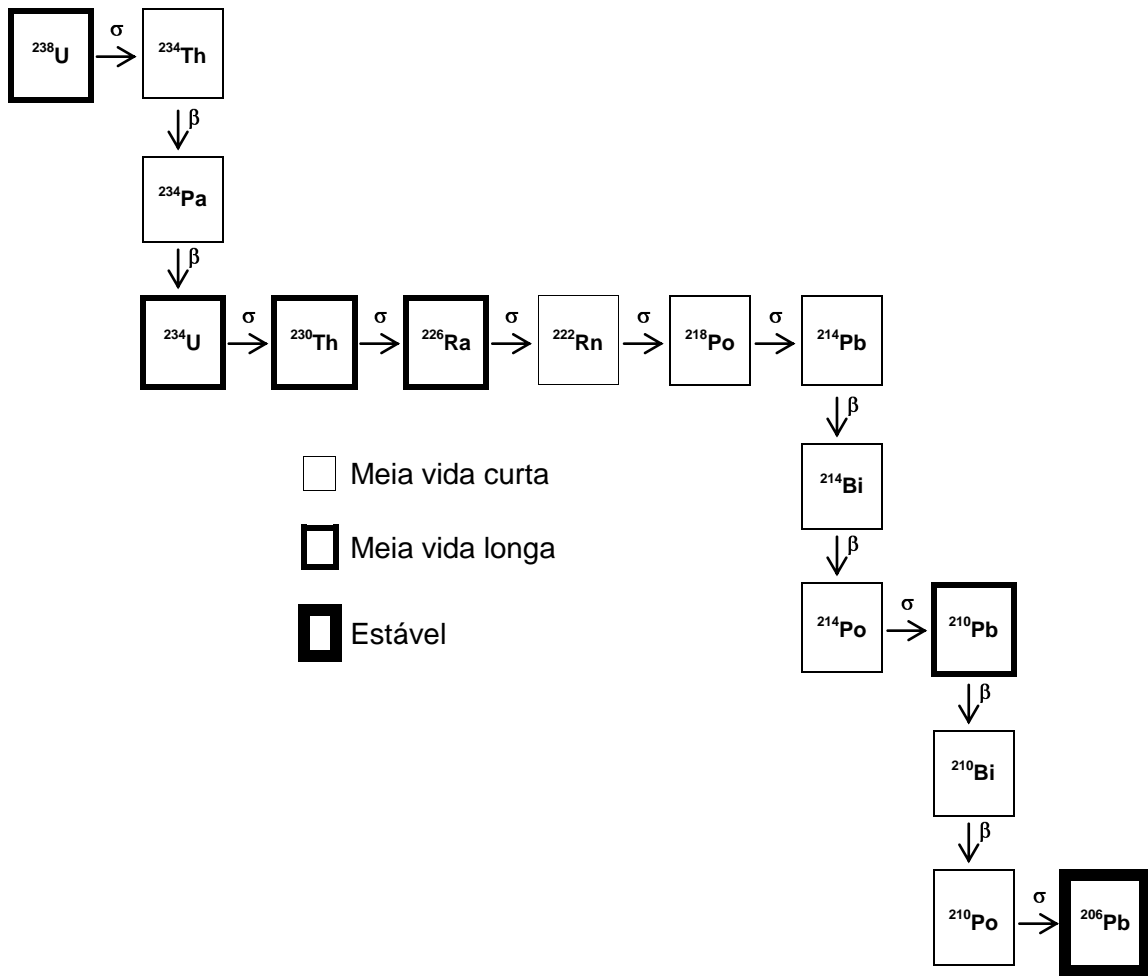 σ
²³⁸U
²³⁴Th
β
²³⁴Pa
β
σ
σ
σ
σ
σ
²³⁴U
²³⁰Th
²²⁶Ra
²²²Rn
²¹⁸Po
²¹⁴Pb
β
Meia vida curta
²¹⁴Bi
Meia vida longa
β
σ
Estável
²¹⁴Po
²¹⁰Pb
β
²¹⁰Bi
β
σ
²¹⁰Po
²⁰⁶Pb